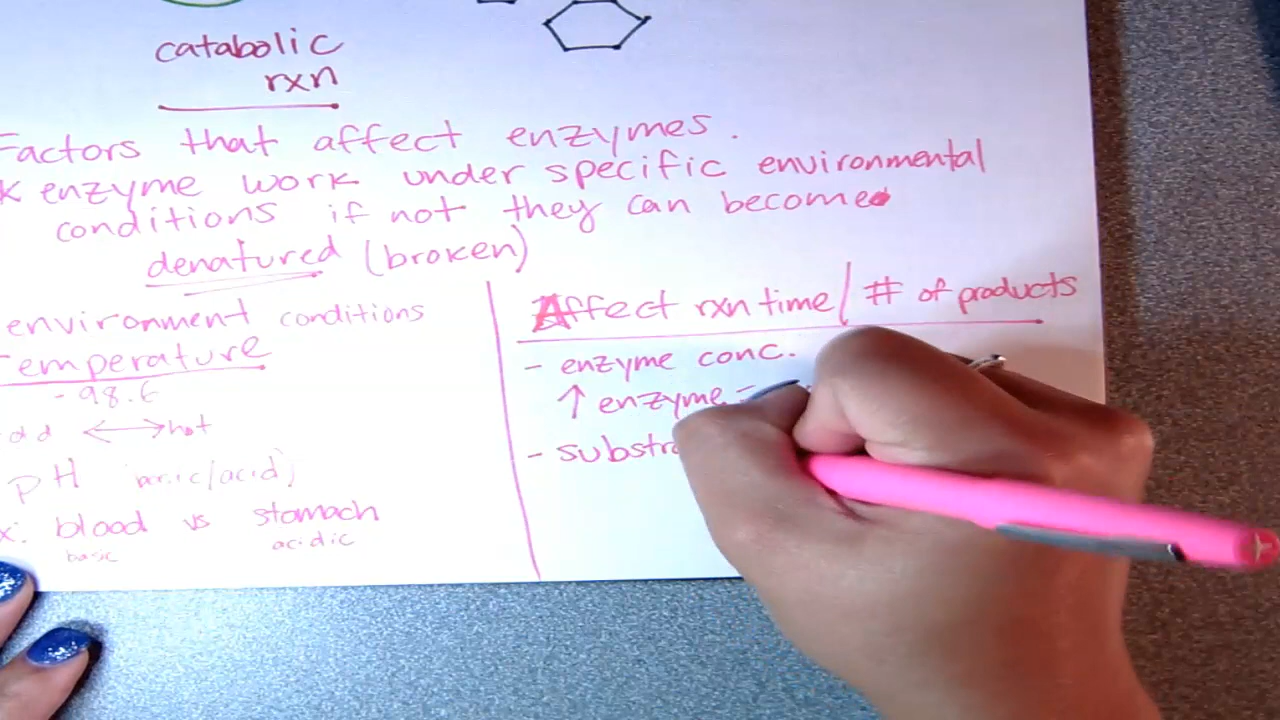 catabolic
rxn
Factors that affect enzymes.
enzyme work under specific environmental
conditions if not they can become
denatured (broken)
environment conditions
Temperature
- 98.6
hot
pH
blood vs stomach
basic acidic
Affect rxn time / # of products
- enzyme conc.
↑ enzyme =
- substra